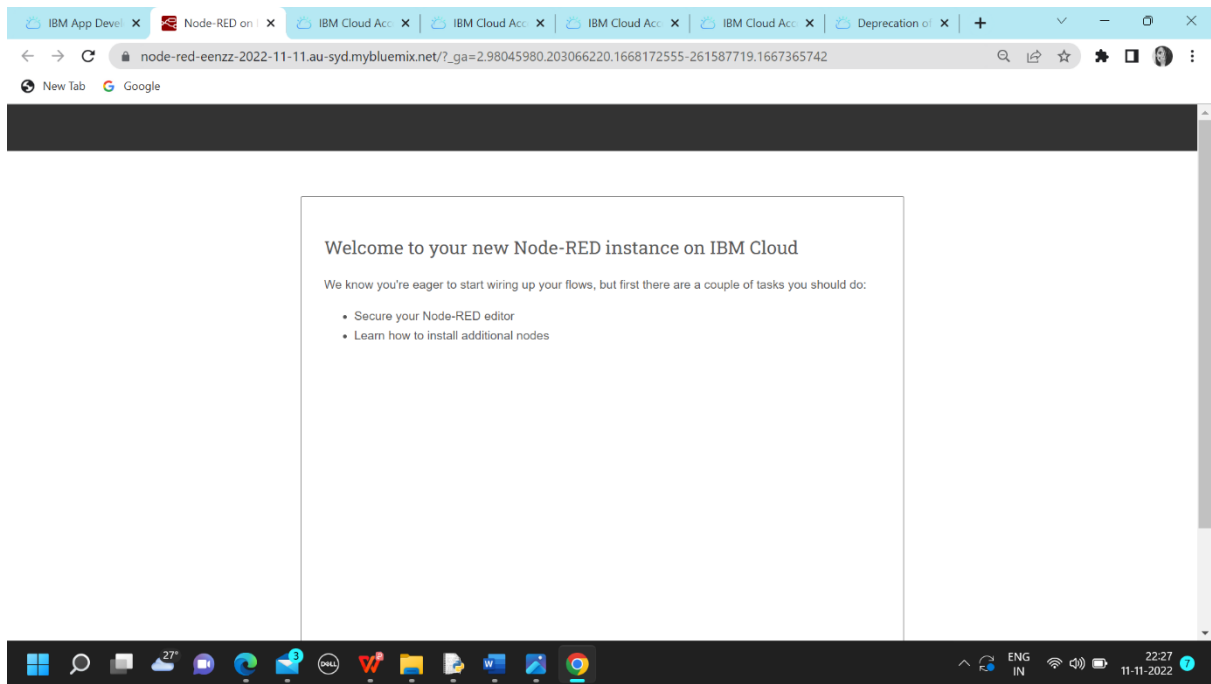 IBM App Devel
Node-RED on
IBM Cloud Acc
IBM Cloud Acc
IBM Cloud Acc
IBM Cloud Acc
Deprecation of
node-red-eenzz-2022-11-11.au-syd.mybluemix.net/?_ga=2.98045980.203066220.1668172555-261587719.1667365742
New Tab
Google
Welcome to your new Node-RED instance on IBM Cloud
We know you're eager to start wiring up your flows, but first there are a couple of tasks you should do:
• Secure your Node-RED editor
• Learn how to install additional nodes
27°
3
DELL
W
ENG
IN
22:27
11-11-2022
7